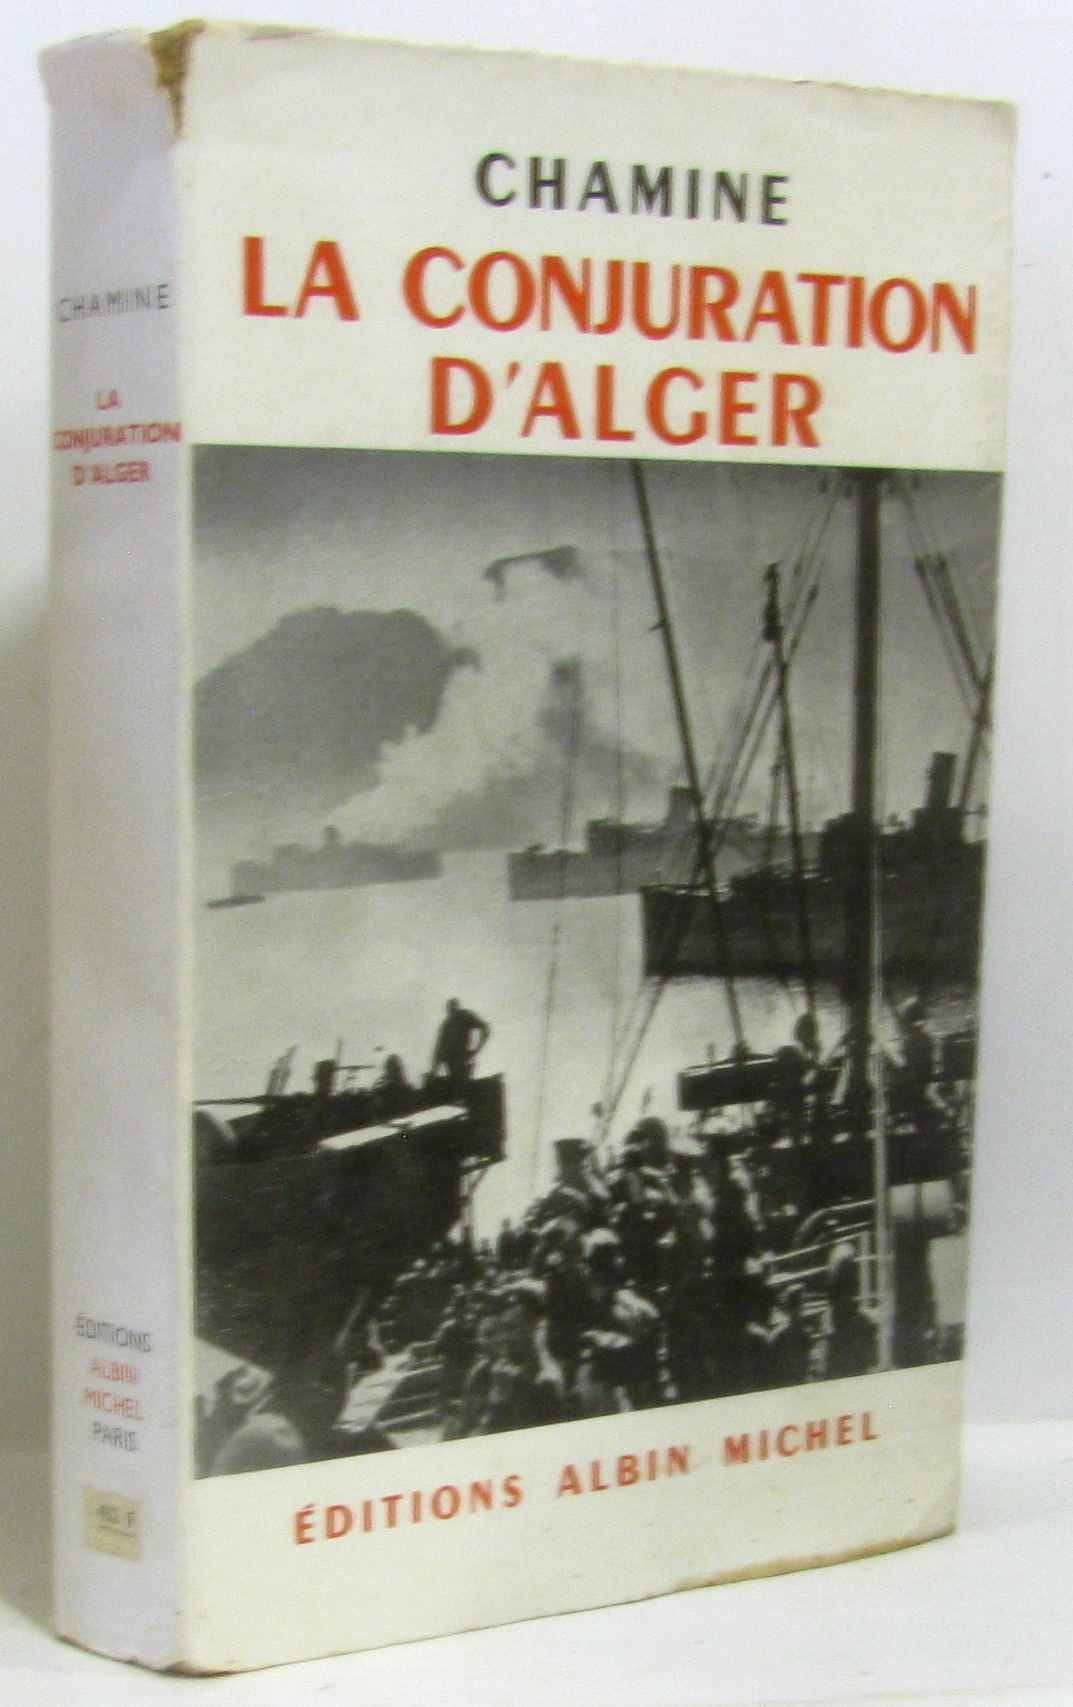 CHAMINE
LA CONJURATION
D'ALGER
ÉDITIONS ALBIN MICHEL
CHAMINE
LA
CONJURATION
D'ALGER
ÉDITIONS
ALBIN
MICHEL
PARIS